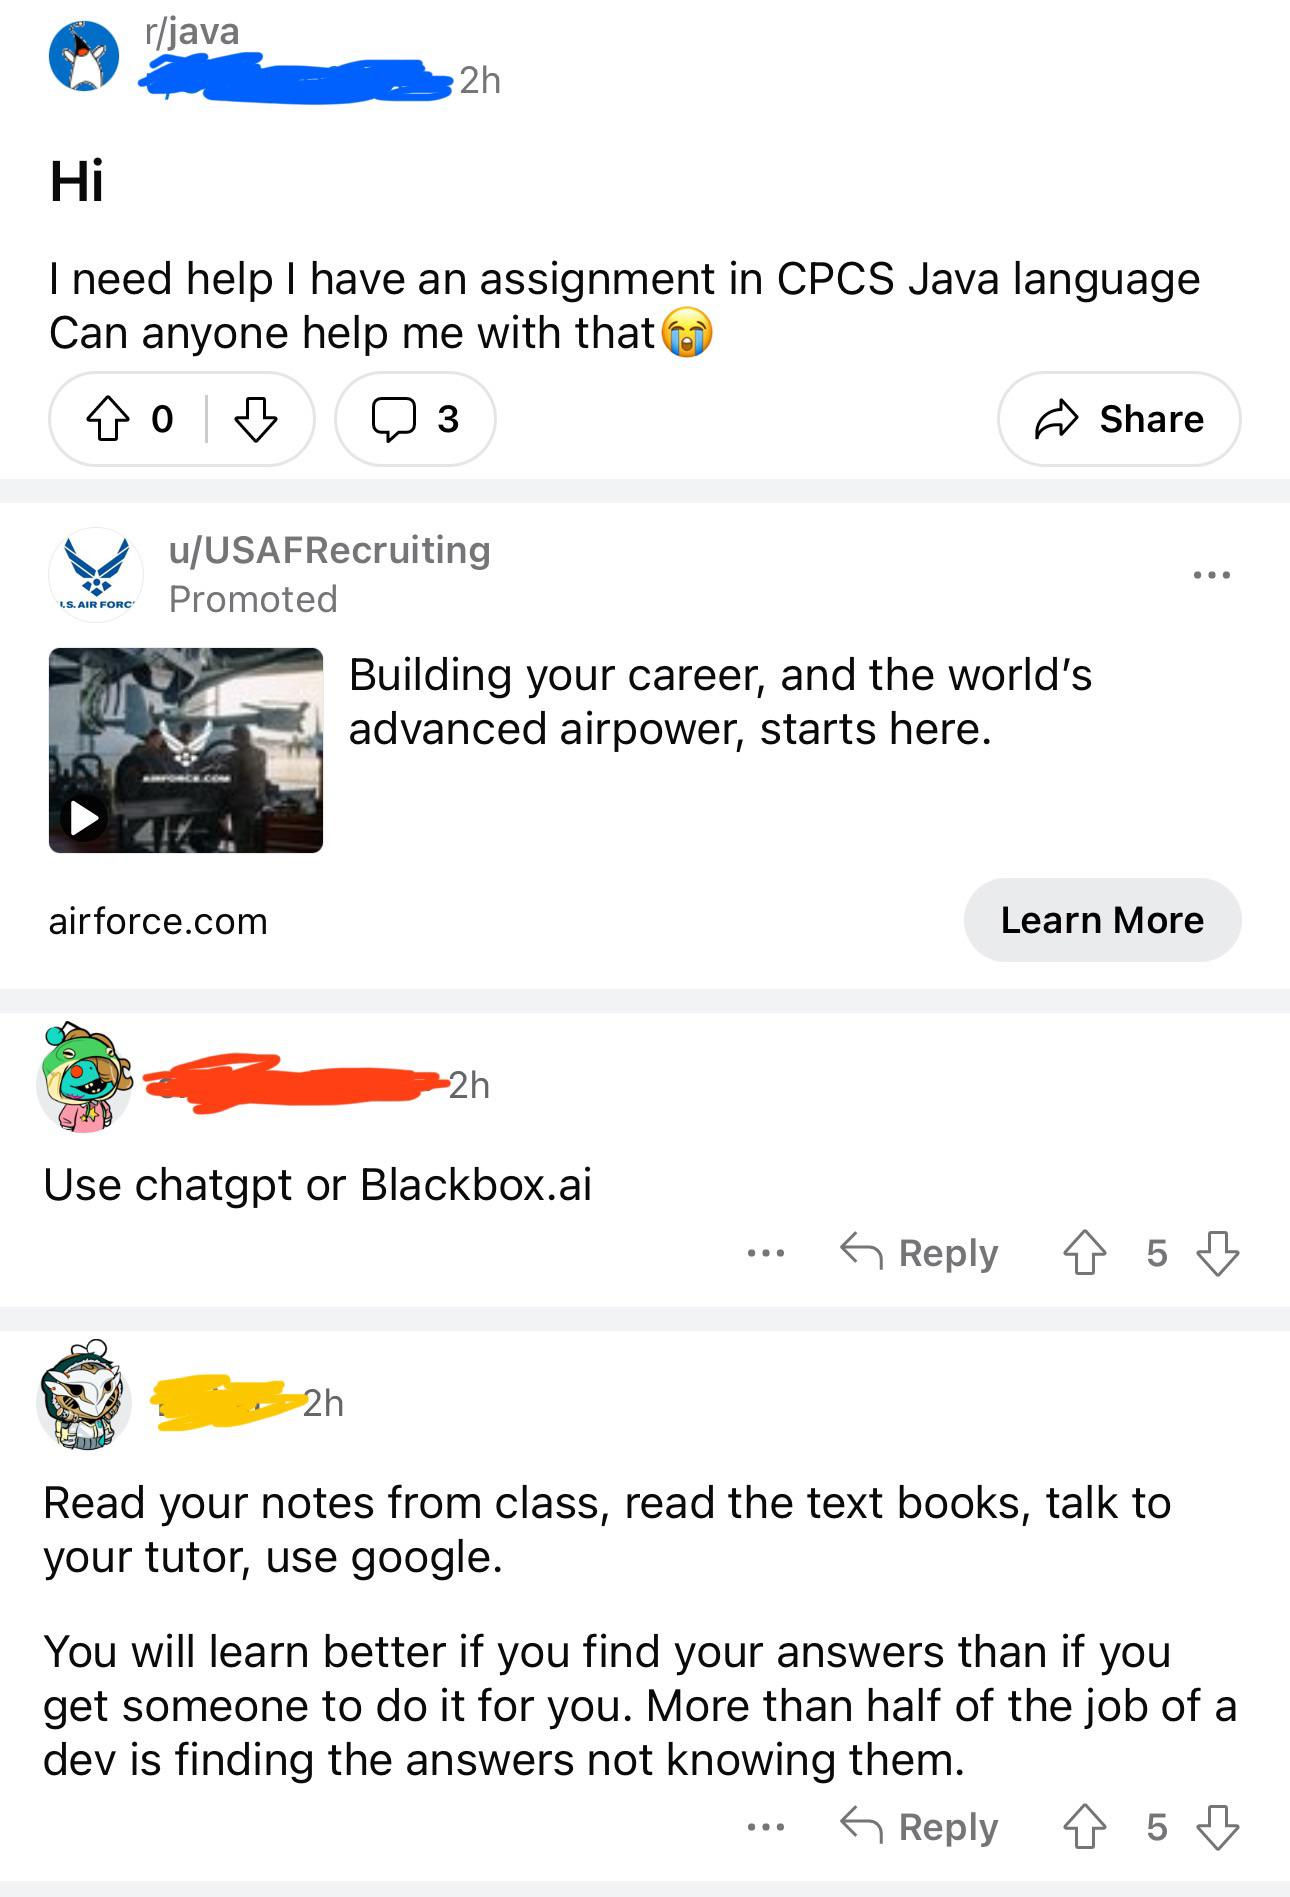 r/java
2h
Hi
I need help I have an assignment in CPCS Java language
Can anyone help me with that😭
0
3
Share
u/USAFRecruiting
Promoted
U.S. AIR FORC
AIRFORCE.COM
Building your career, and the world's
advanced airpower, starts here.
airforce.com
Learn More
2h
Use chatgpt or Blackbox.ai
Reply
5
2h
Read your notes from class, read the text books, talk to
your tutor, use google.
You will learn better if you find your answers than if you
get someone to do it for you. More than half of the job of a
dev is finding the answers not knowing them.
Reply
5